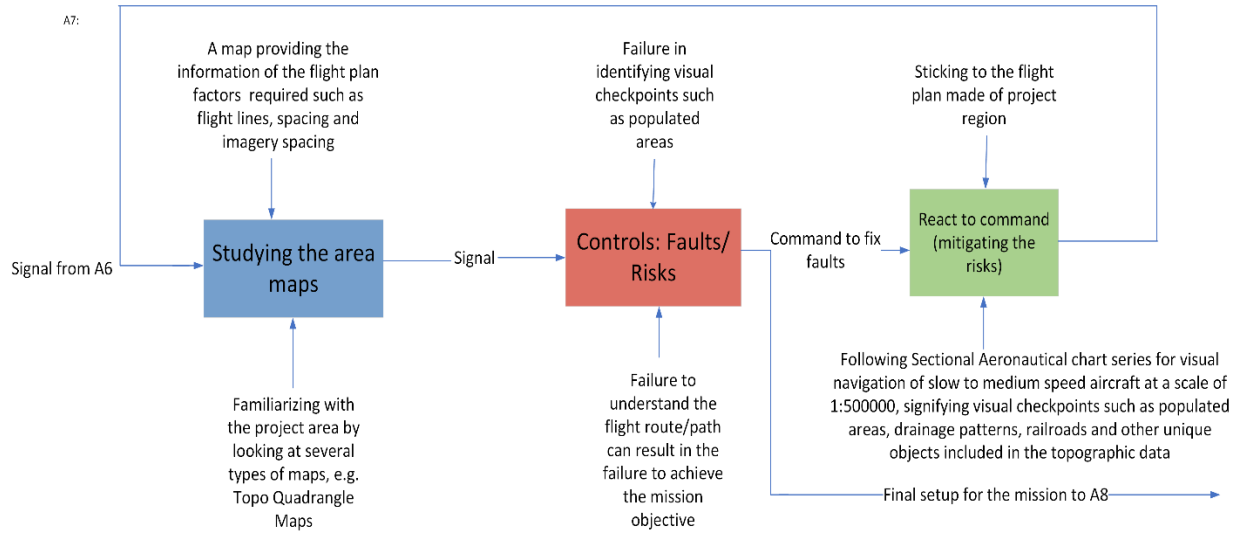 A7:
A map providing the
information of the flight plan
factors required such as
flight lines, spacing and
imagery spacing
Failure in
identifying visual
checkpoints such
as populated
areas
Sticking to the flight
plan made of project
region
Signal from A6
Studying the area
maps
Signal
Controls: Faults/
Risks
Command to fix
faults
React to command
(mitigating the
risks)
Familiarizing with
the project area by
looking at several
types of maps, e.g.
Topo Quadrangle
Maps
Failure to
understand the
flight route/path
can result in the
failure to achieve
the mission
objective
Following Sectional Aeronautical chart series for visual
navigation of slow to medium speed aircraft at a scale of
1:500000, signifying visual checkpoints such as populated
areas, drainage patterns, railroads and other unique
objects included in the topographic data
Final setup for the mission to A8